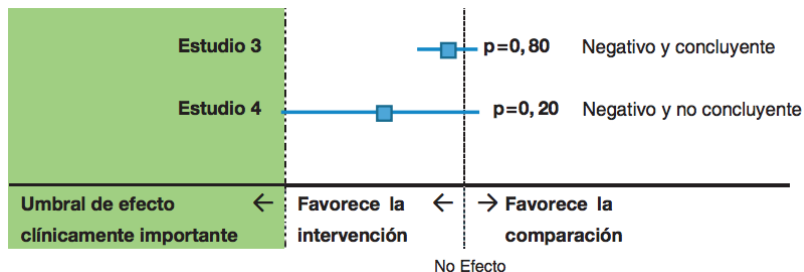 Estudio 3 p=0,80 Negativo y concluyente
Estudio 4 p=0,20 Negativo y no concluyente
Umbral de efecto ← Favorece la ← → Favorece la
clínicamente importante intervención comparación
No Efecto